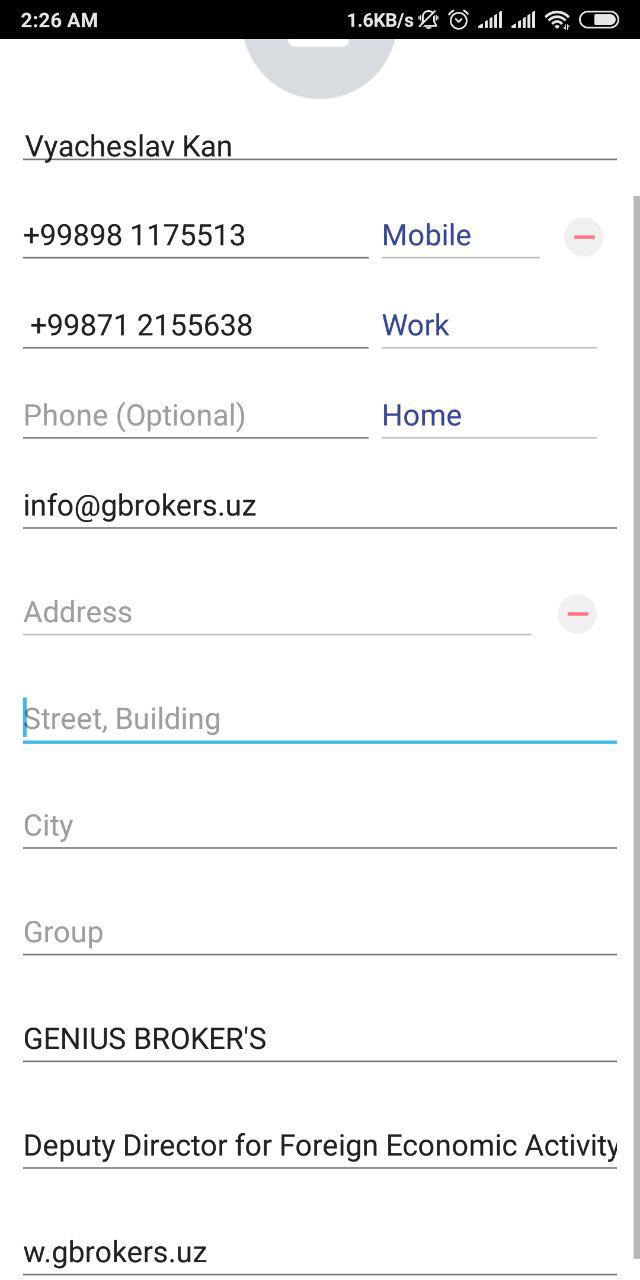 2:26 AM 1.6KB/s
Vyacheslav Kan
+99898 1175513 Mobile
+99871 2155638 Work
Phone (Optional) Home
info@gbrokers.uz
Address
Street, Building
City
Group
GENIUS BROKER'S
Deputy Director for Foreign Economic Activity
w.gbrokers.uz